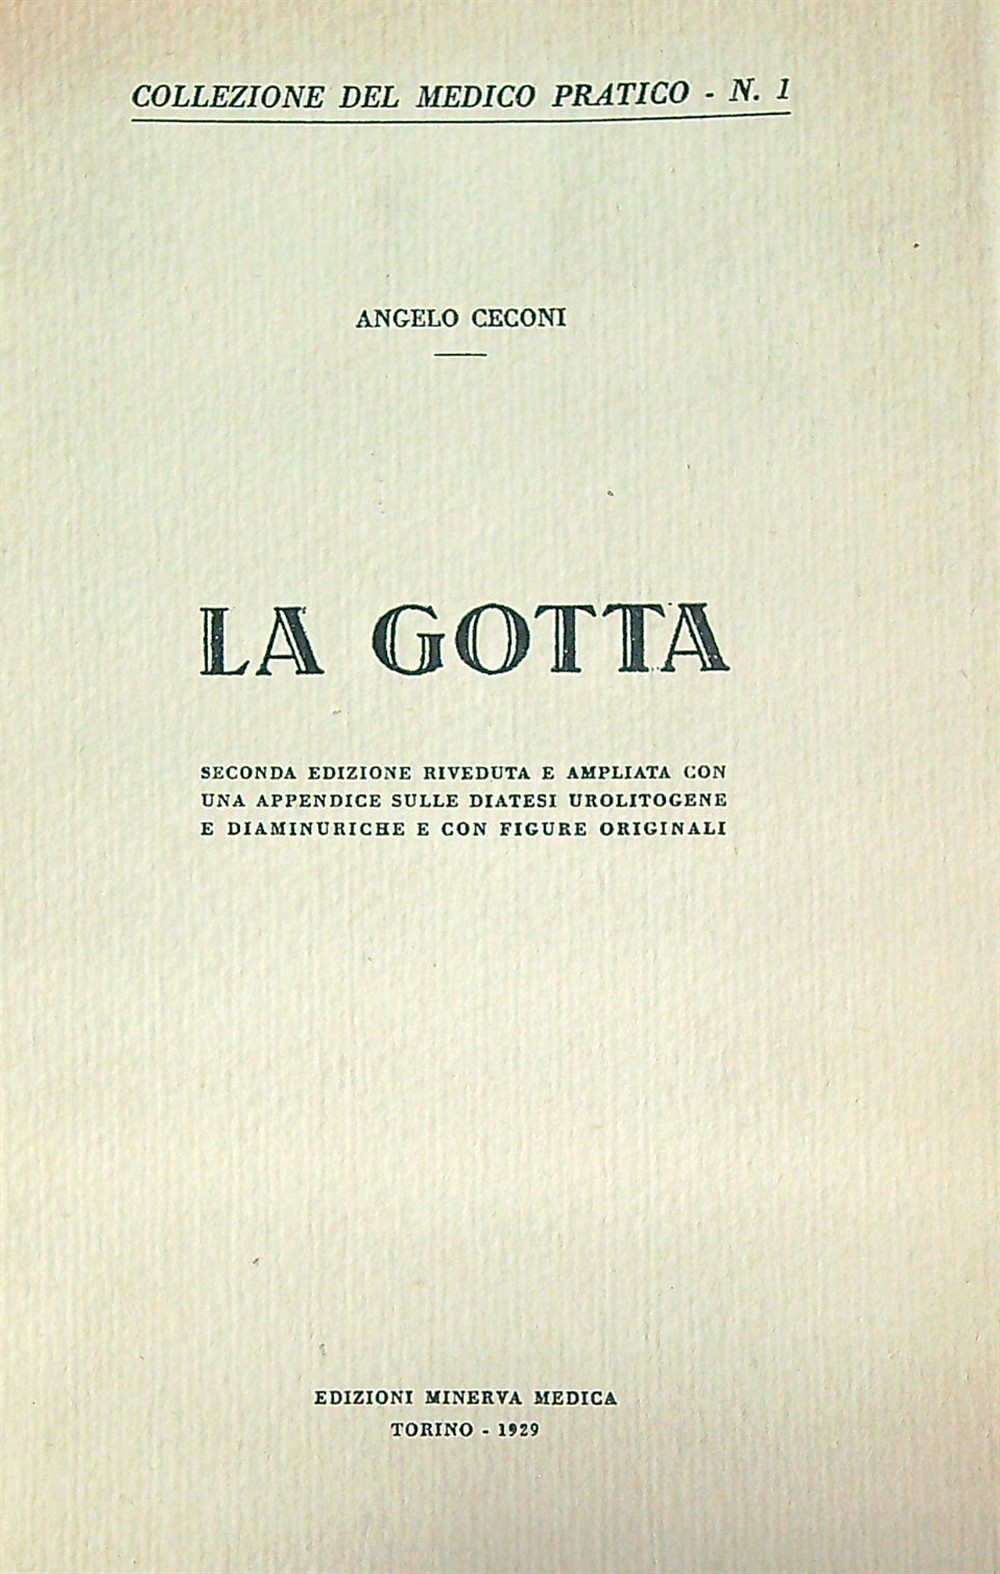 COLLEZIONE DEL MEDICO PRATICO - N. 1
ANGELO CECONI
LA GOTTA
SECONDA EDIZIONE RIVEDUTA E AMPLIATA CON
UNA APPENDICE SULLE DIATESI UROLITOGENE
E DIAMINURICHE E CON FIGURE ORIGINALI
EDIZIONI MINERVA MEDICA
TORINO - 1929